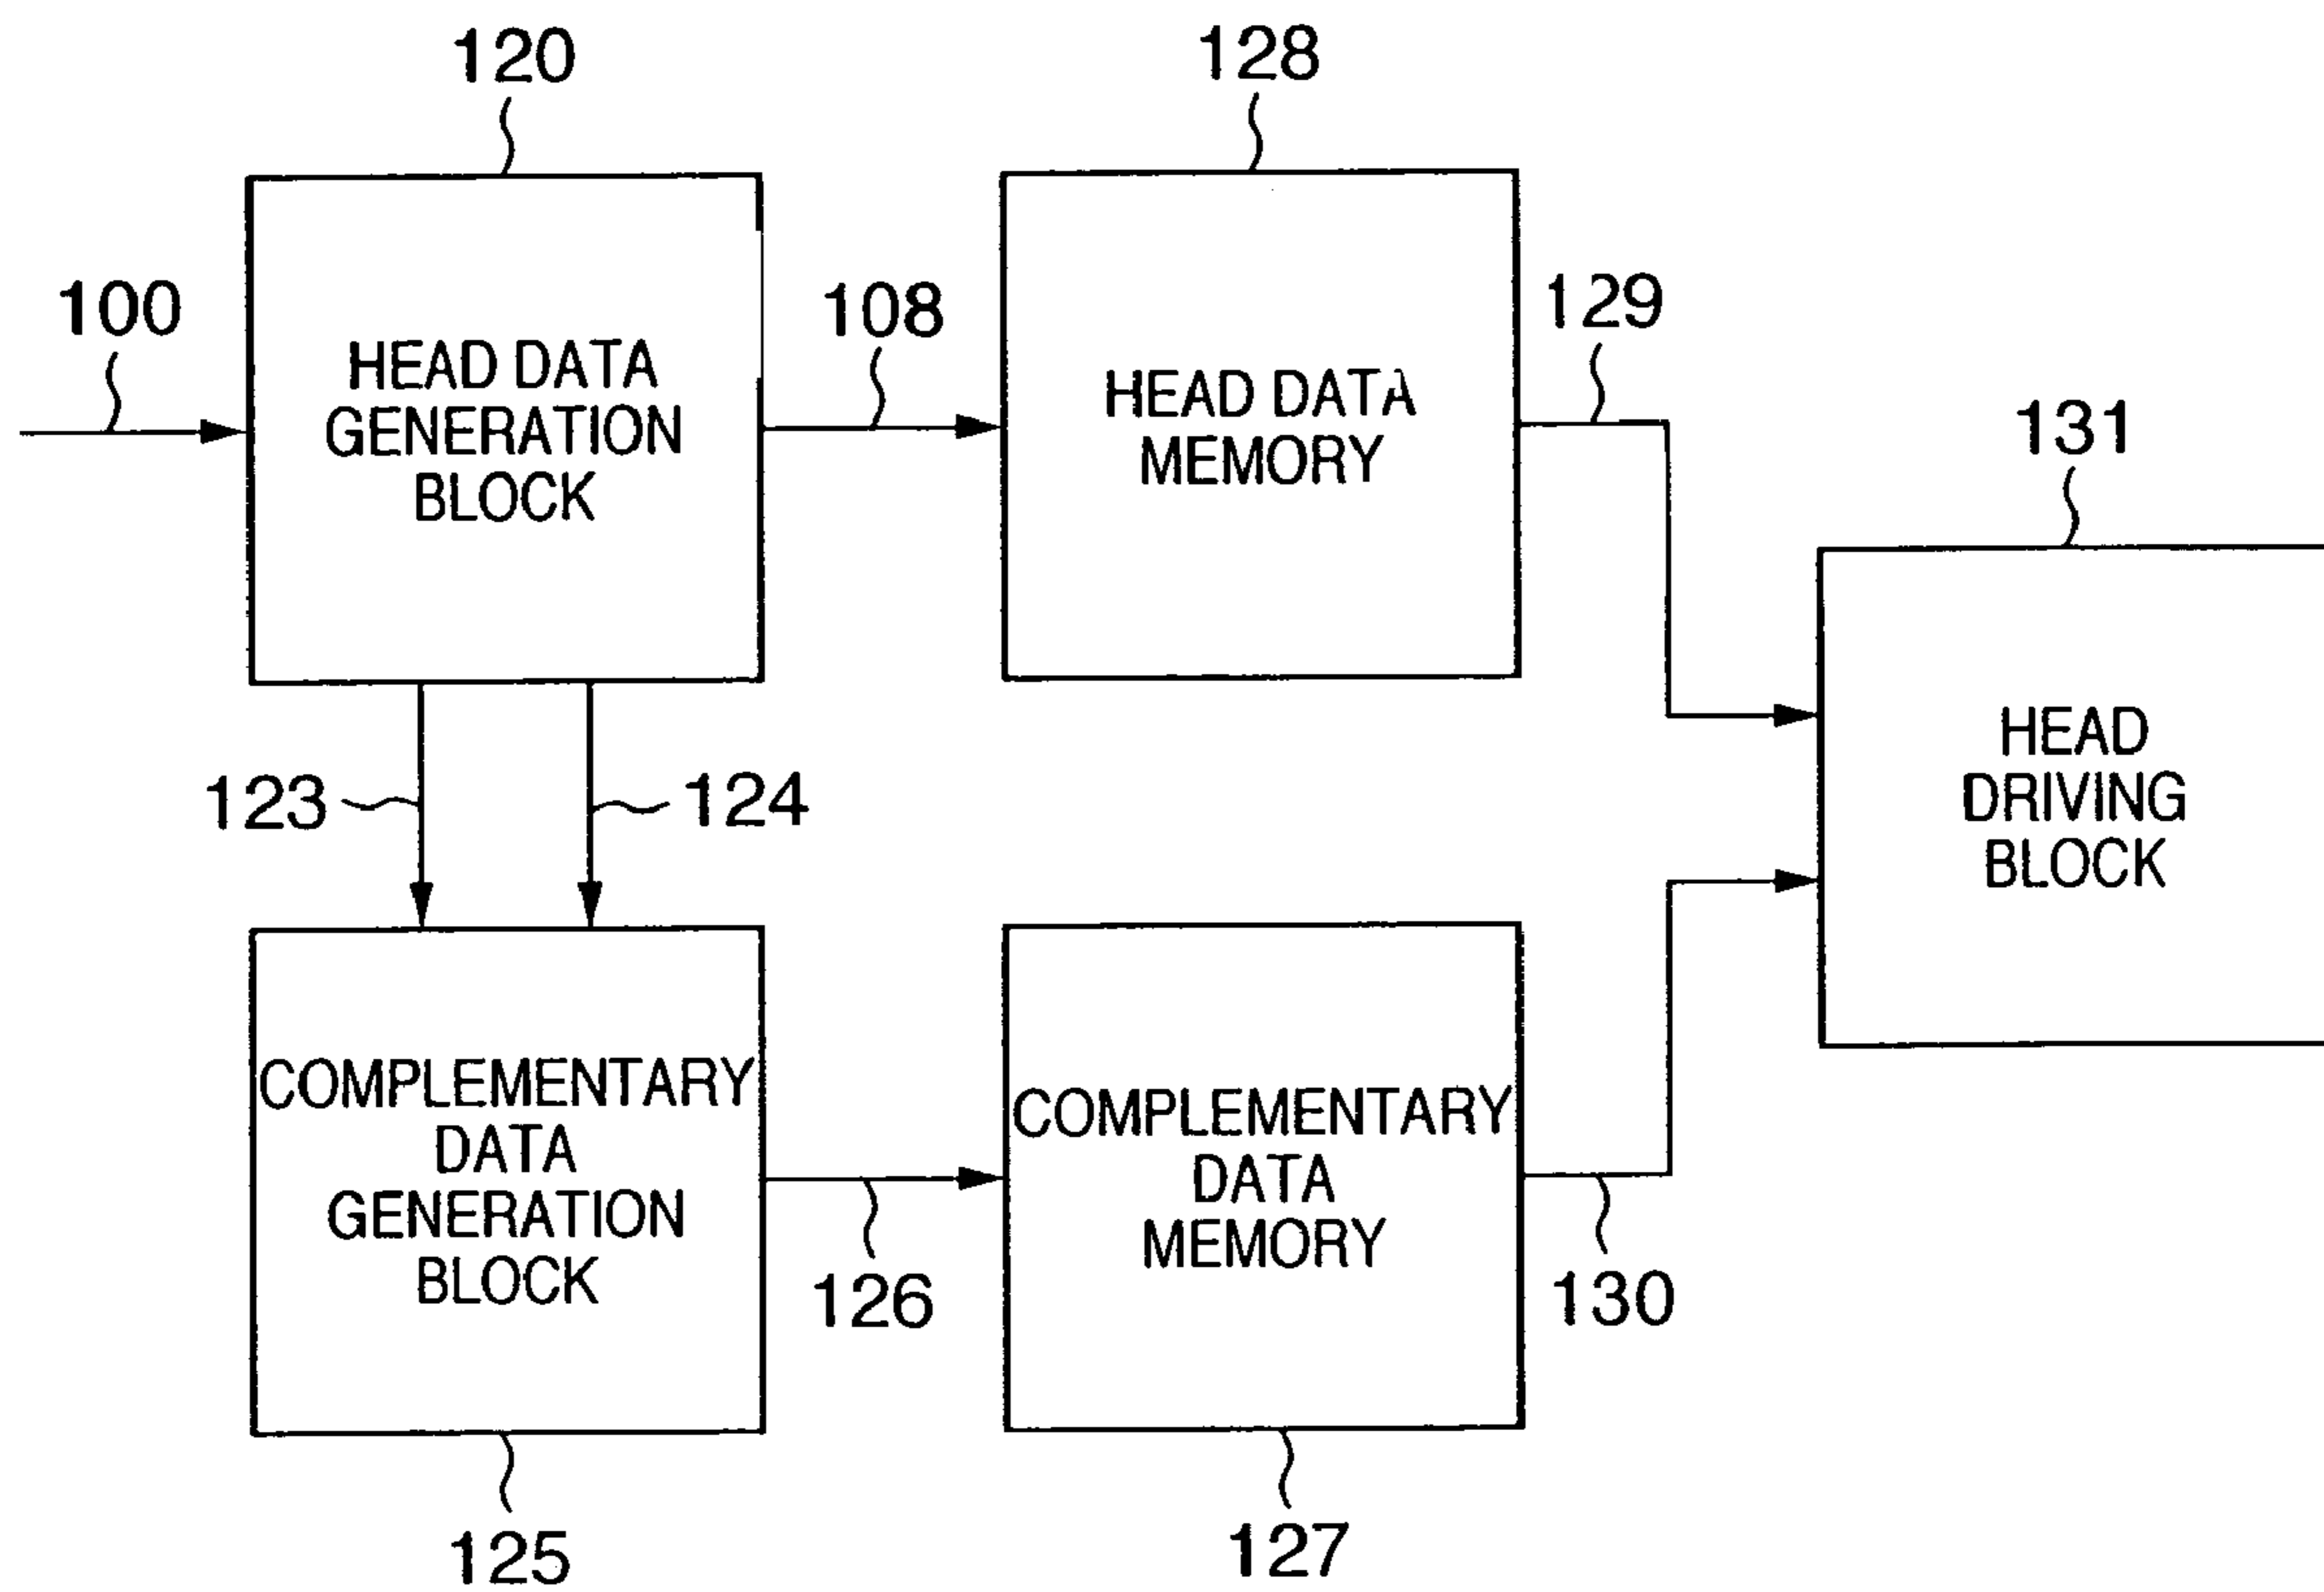 120
128
100
108
129
HEAD DATA
GENERATION
BLOCK
HEAD DATA
MEMORY
131
123
124
HEAD
DRIVING
BLOCK
COMPLEMENTARY
DATA
GENERATION
BLOCK
COMPLEMENTARY
DATA
MEMORY
126
130
125
127